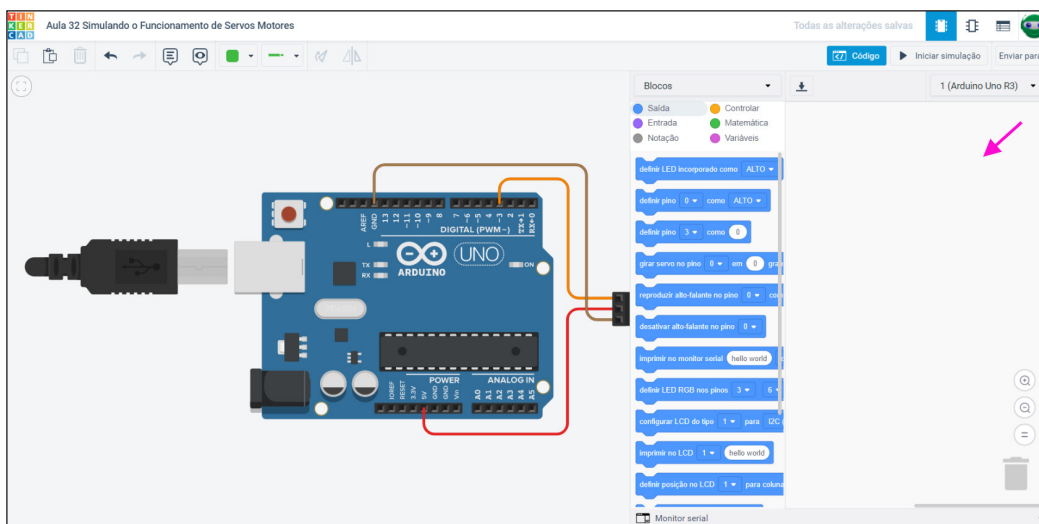 TIN
KER
CAD
Aula 32 Simulando o Funcionamento de Servos Motores
Todas as alterações salvas
Código
Iniciar simulação
Enviar para
Blocos
1 (Arduino Uno R3)
Saída
Controlar
Entrada
Matemática
Notação
Variáveis
definir LED incorporado como ALTO
definir pino 0 como ALTO
definir pino 3 como 0
girar servo no pino 0 em 0 gra
reproduzir alto-falante no pino 0 con
desativar alto-falante no pino 0
imprimir no monitor serial hello world
definir LED RGB nos pinos 3 6
configurar LCD do tipo 1 para I2C
imprimir no LCD 1 hello world
definir posição no LCD 1 para coluna
Monitor serial
AREF
GND
13
12
~11
~10
~9
8
7
~6
~5
4
~3
2
TX→1
RX←0
DIGITAL (PWM~)
L
TX
RX
UNO
ARDUINO
ON
POWER
ANALOG IN
IOREF
RESET
3.3V
5V
GND
GND
Vin
A0
A1
A2
A3
A4
A5